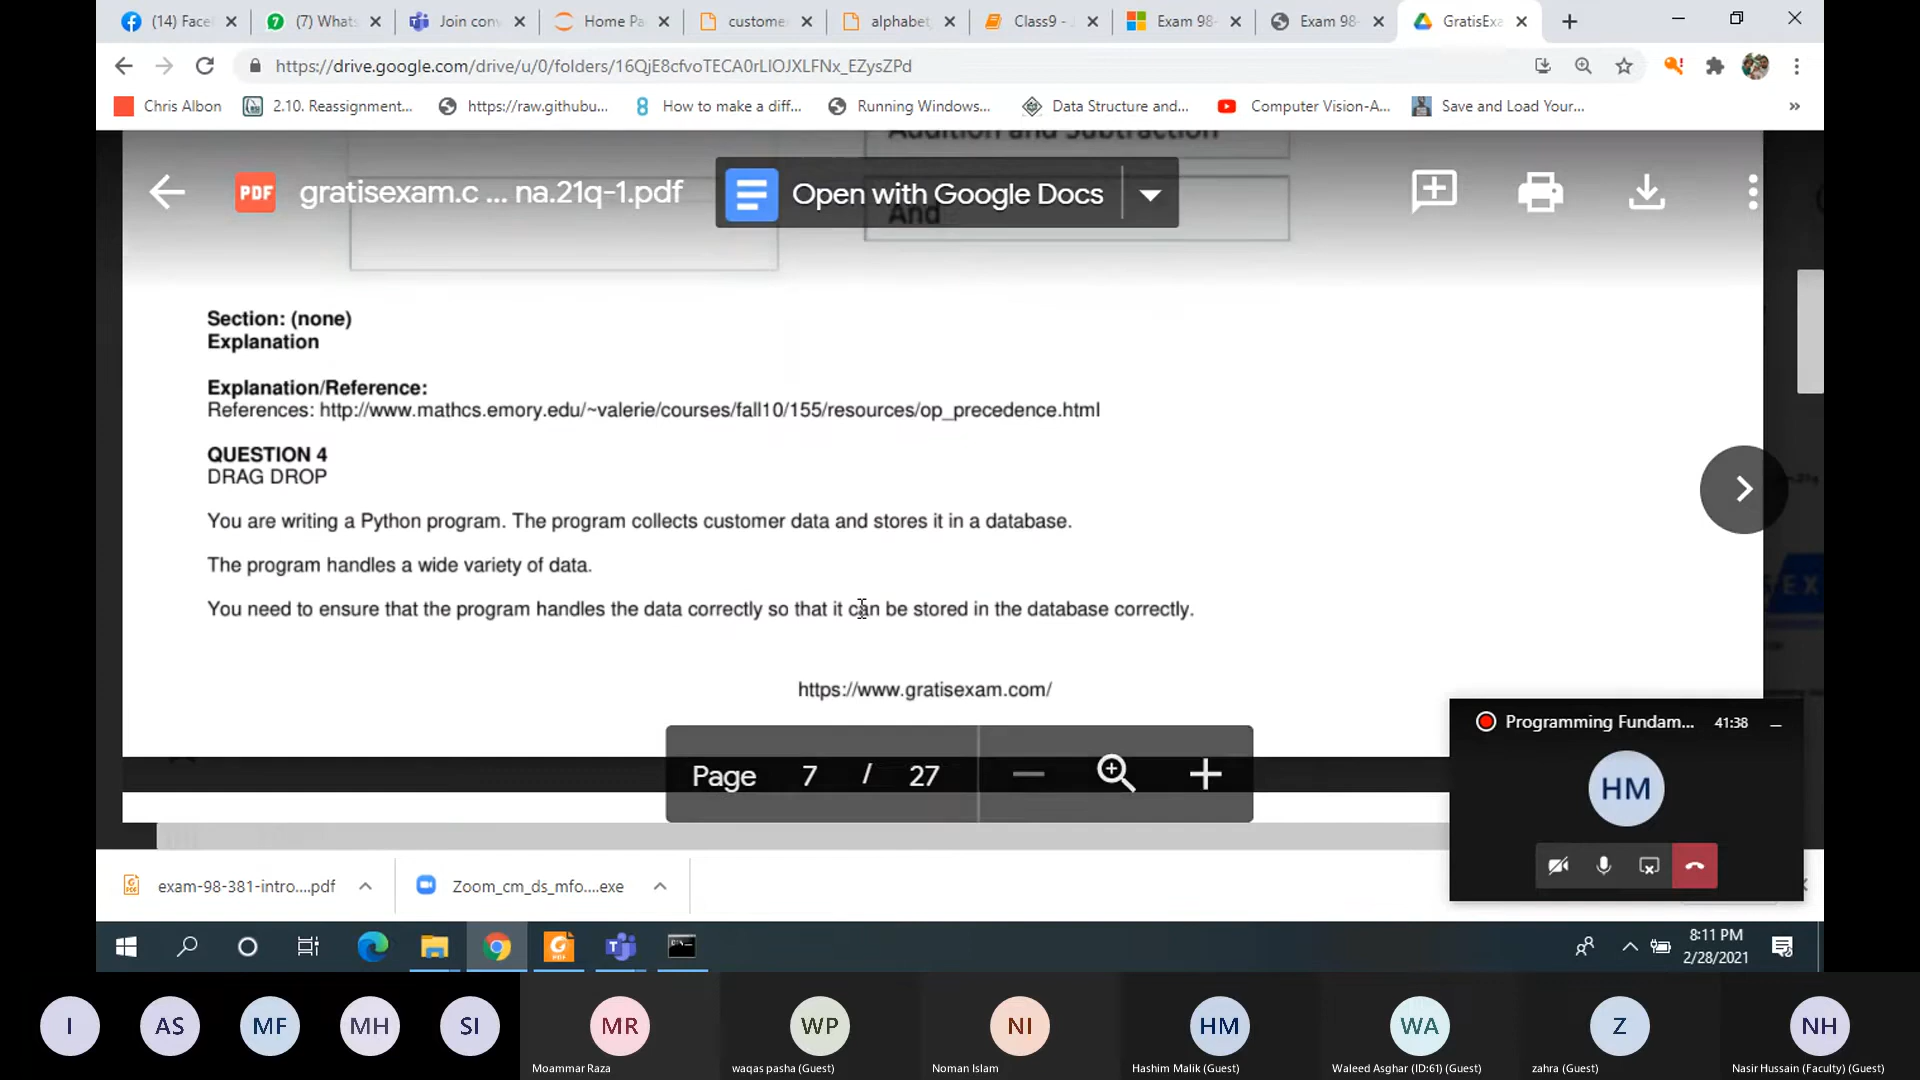 (14) Face
(7) Whats
Join con
Home Pa
custome
alphabet
Class9 -
Exam 98-
Exam 98-
GratisExa
https://drive.google.com/drive/u/0/folders/16QjE8cfvoTECA0rLIOJXLFNx_EZysZPd
Chris Albon
2.10. Reassignment...
https://raw.githubu...
How to make a diff...
Running Windows...
Data Structure and...
Computer Vision-A...
Save and Load Your...
»
Addition and Subtraction
PDF
gratisexam.c ... na.21q-1.pdf
Open with Google Docs
And
Section: (none)
Explanation
Explanation/Reference:
References: http://www.mathcs.emory.edu/~valerie/courses/fall10/155/resources/op_precedence.html
QUESTION 4
DRAG DROP
You are writing a Python program. The program collects customer data and stores it in a database.
The program handles a wide variety of data.
You need to ensure that the program handles the data correctly so that it can be stored in the database correctly.
https://www.gratisexam.com/
Page 7 / 27
Programming Fundam... 41:38
HM
exam-98-381-intro....pdf
Zoom_cm_ds_mfo....exe
8:11 PM
2/28/2021
I
AS
MF
MH
SI
MR
WP
NI
HM
WA
Z
NH
Moammar Raza
waqas pasha (Guest)
Noman Islam
Hashim Malik (Guest)
Waleed Asghar (ID:61) (Guest)
zahra (Guest)
Nasir Hussain (Faculty) (Guest)